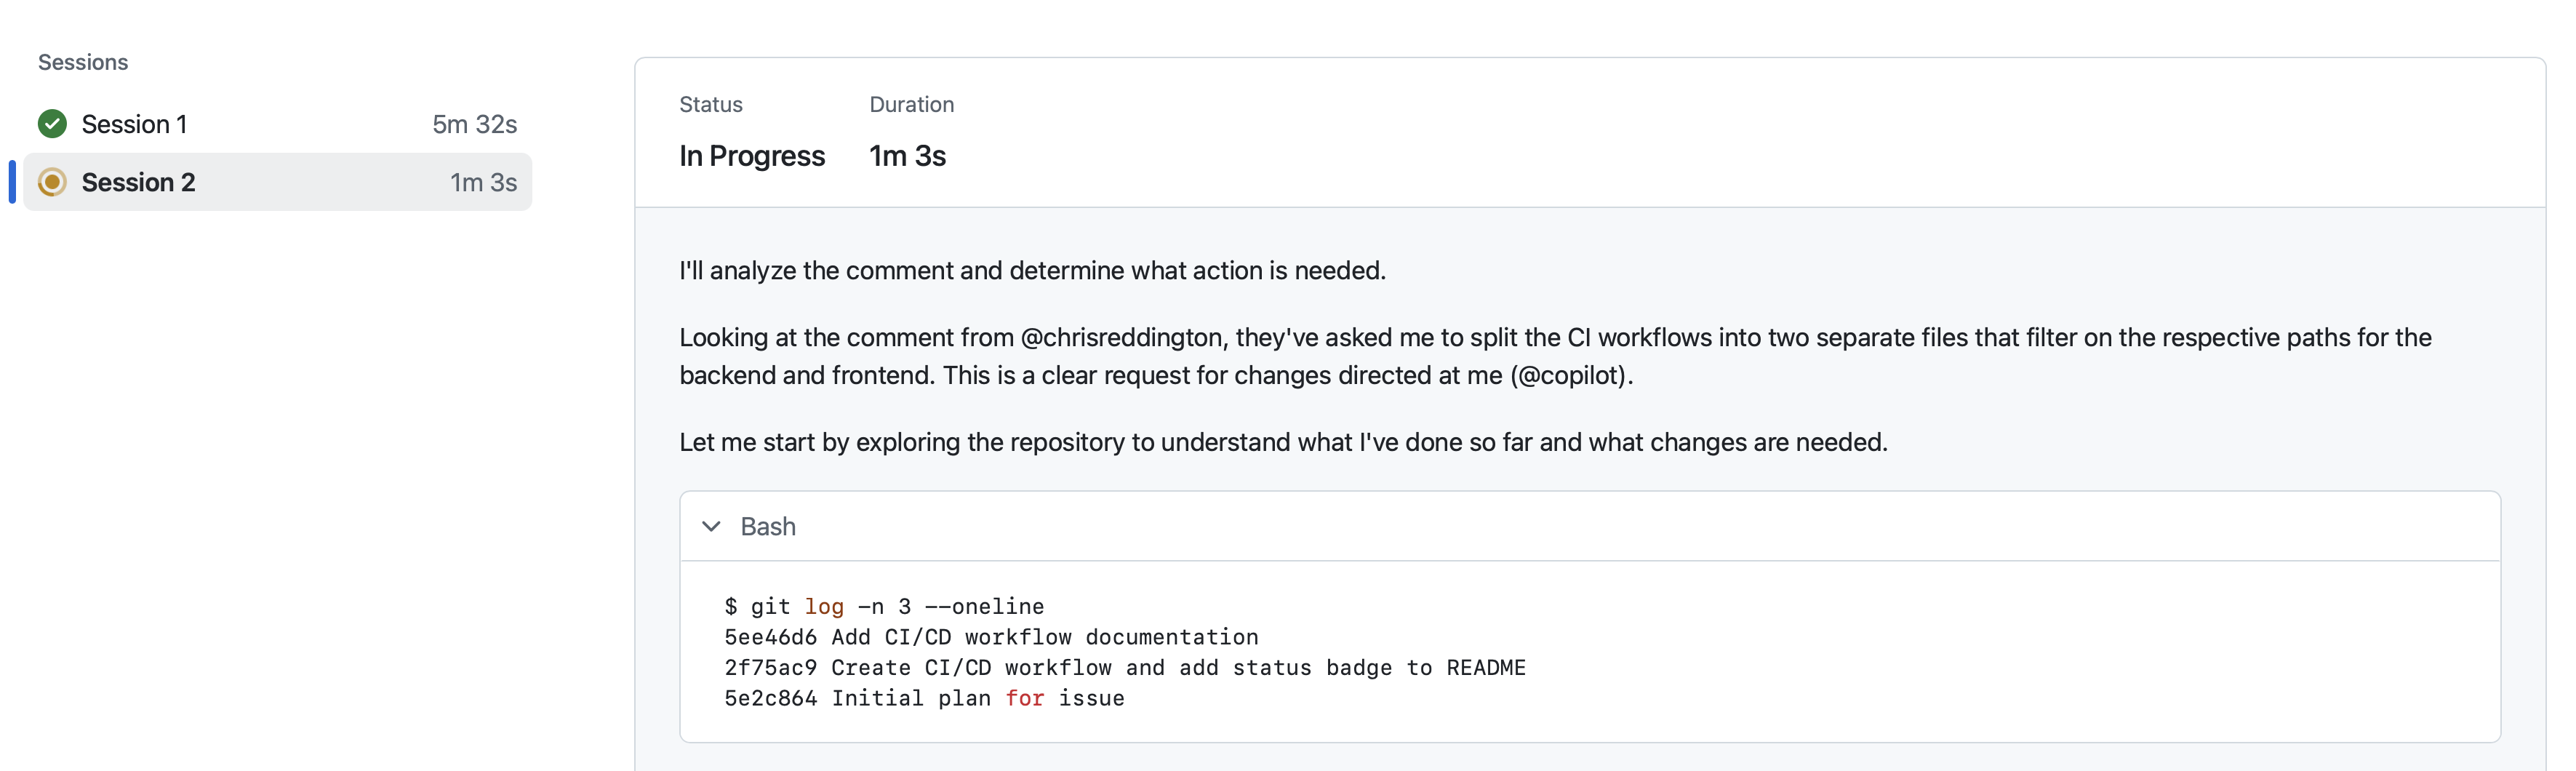 Sessions
Session 1 5m 32s
Session 2 1m 3s
Status Duration
In Progress 1m 3s
I'll analyze the comment and determine what action is needed.
Looking at the comment from @chrisreddington, they've asked me to split the CI workflows into two separate files that filter on the respective paths for the
backend and frontend. This is a clear request for changes directed at me (@copilot).
Let me start by exploring the repository to understand what I've done so far and what changes are needed.
Bash
$ git log -n 3 --oneline
5ee46d6 Add CI/CD workflow documentation
2f75ac9 Create CI/CD workflow and add status badge to README
5e2c864 Initial plan for issue